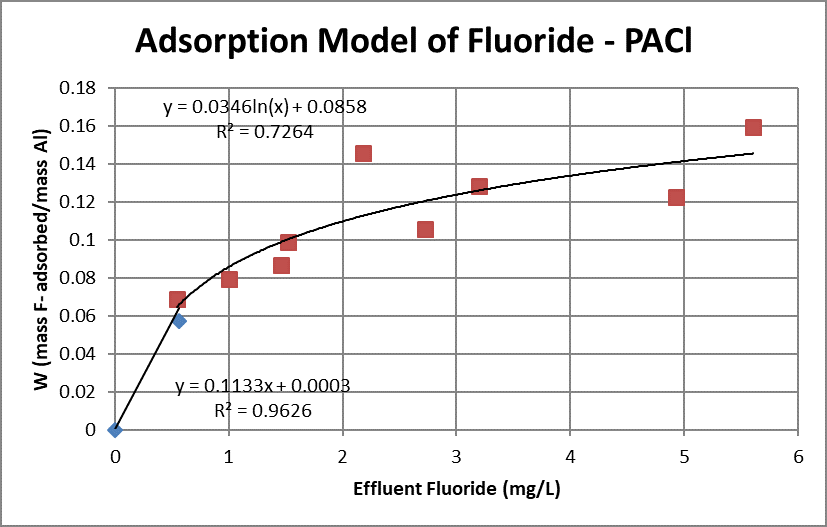 Adsorption Model of Fluoride - PACl
0.18
y = 0.0346ln(x) + 0.0858
0.16
R² = 0.7264
0.14
0.12
0.1
0.08
0.06
0.04
0.02
y = 0.1133x + 0.0003
R² = 0.9626
0
W (mass F- adsorbed/mass Al)
0 1 2 3 4 5 6
Effluent Fluoride (mg/L)